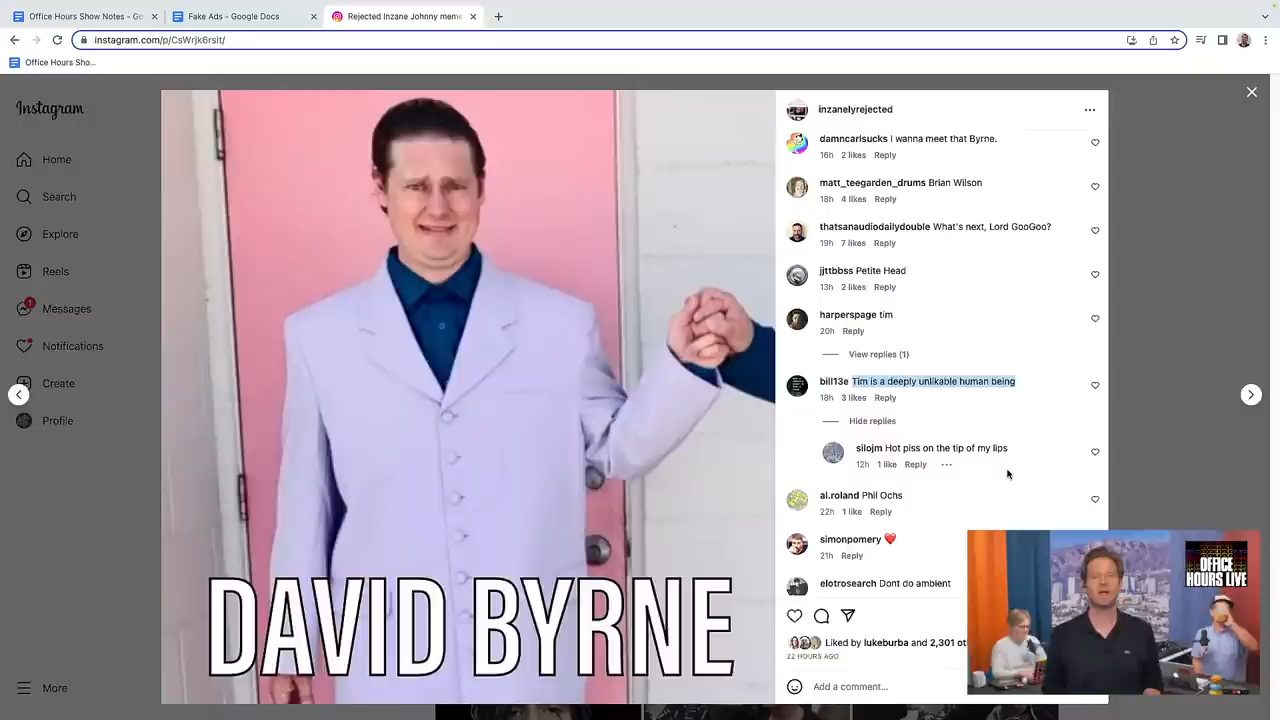 Office Hours Show Notes - Go
Fake Ads - Google Docs
Rejected Inzane Johnny meme
instagram.com/p/CsWrjk6rsit/
Office Hours Sho...
Instagram
Home
Search
Explore
Reels
1
Messages
Notifications
Create
Profile
More
DAVID BYRNE
inzanelyrejected
damncarlsucks I wanna meet that Byrne.
16h 2 likes Reply
matt_teegarden_drums Brian Wilson
18h 4 likes Reply
thatsanaudiodailydouble What's next, Lord GooGoo?
19h 7 likes Reply
jjttbbss Petite Head
13h 2 likes Reply
harperspage tim
20h Reply
View replies (1)
bill13e Tim is a deeply unlikable human being
18h 3 likes Reply
Hide replies
silojm Hot piss on the tip of my lips
12h 1 like Reply
al.roland Phil Ochs
22h 1 like Reply
simonpomery ❤️
21h Reply
elotrosearch Dont do ambient
Liked by lukeburba and 2,301 ot
22 HOURS AGO
Add a comment...
OFFICE
HOURS LIVE